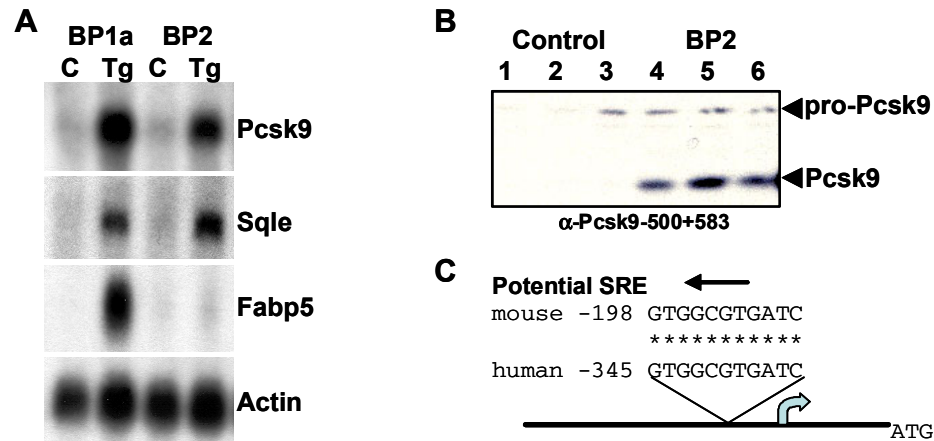 A
BP1a BP2
C Tg C Tg
Pcsk9
Sqle
Fabp5
Actin
B
Control BP2
1 2 3 4 5 6
pro-Pcsk9
Pcsk9
α-Pcsk9-500+583
C
Potential SRE
mouse -198 GTGGCGTGATC
***********
human -345 GTGGCGTGATC
ATG